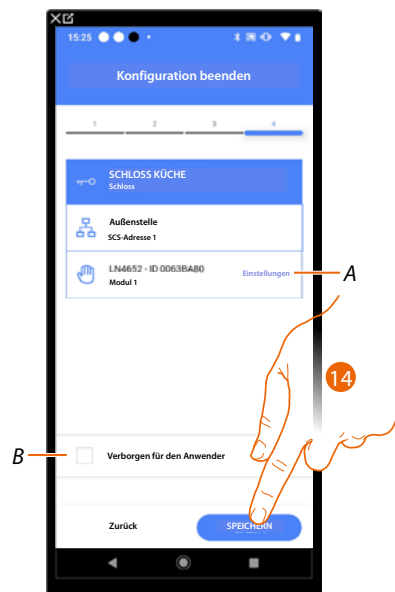 15:25
Konfiguration beenden
1 2 3 4
SCHLOSS KÜCHE
Schloss
Außenstelle
SCS-Adresse 1
LN4652 - ID 0063BA80
Einstellungen
A
Modul 1
14
B
Verborgen für den Anwender
Zurück
SPEICHERN